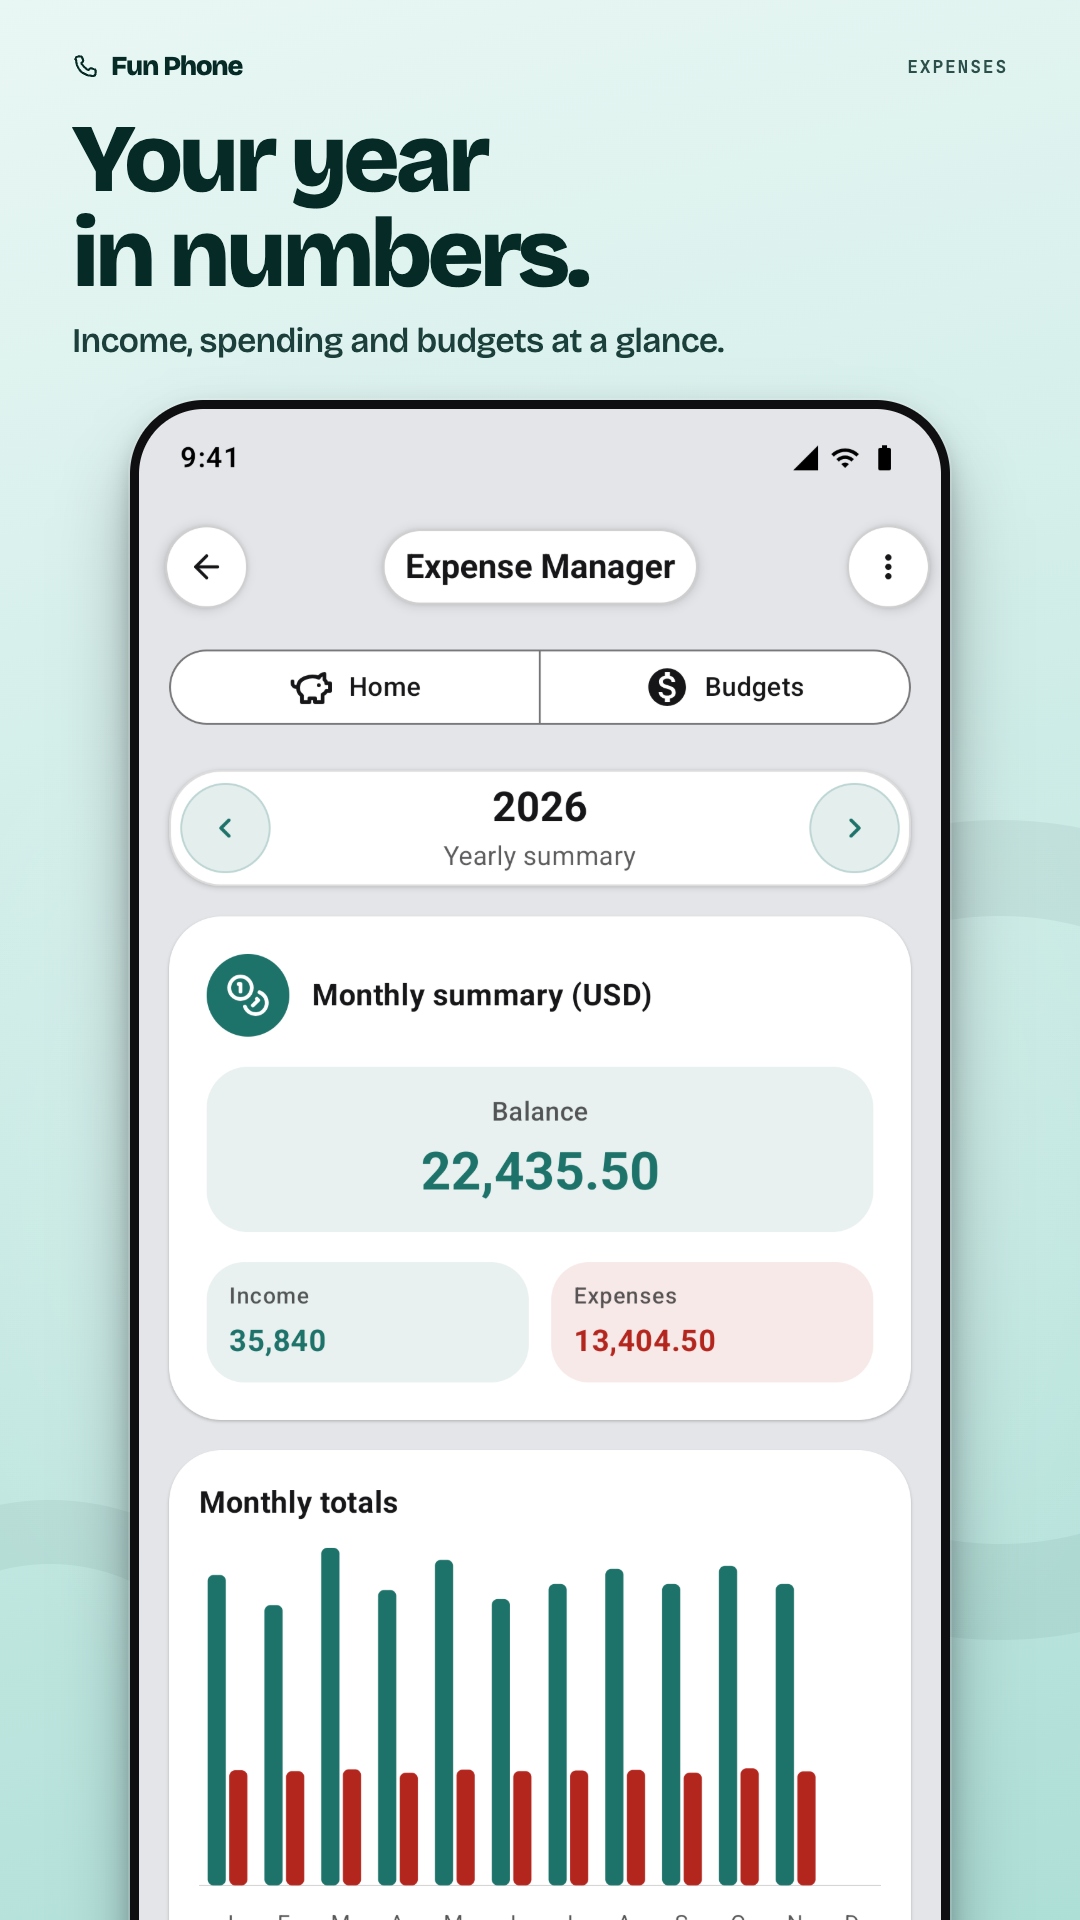 Fun Phone
EXPENSES
Your year
in numbers.
Income, spending and budgets at a glance.
9:41
Expense Manager
Home
Budgets
2026
Yearly summary
Monthly summary (USD)
Balance
22,435.50
Income
Expenses
35,840
13,404.50
Monthly totals